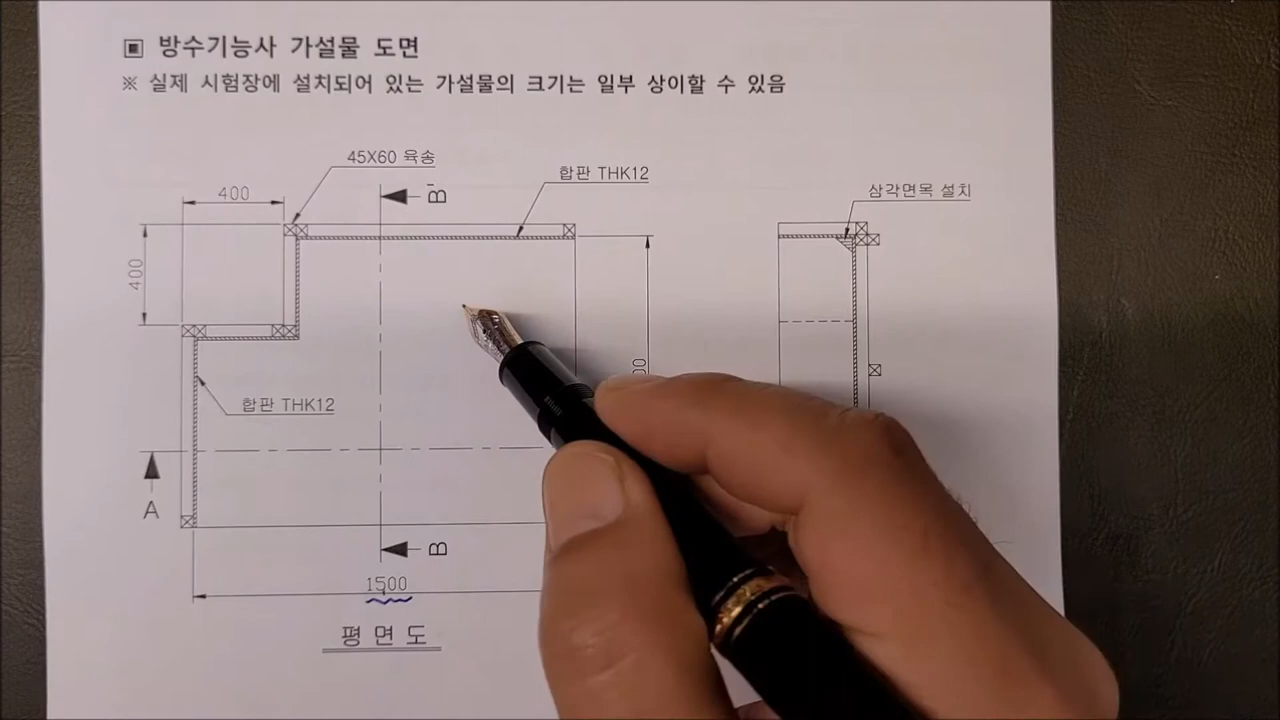 ▣ 방수기능사 가설물 도면
※ 실제 시험장에 설치되어 있는 가설물의 크기는 일부 상이할 수 있음
45X60 육송
합판 THK12
삼각면목 설치
400
B'
400
합판 THK12
A
B
1500
평면도